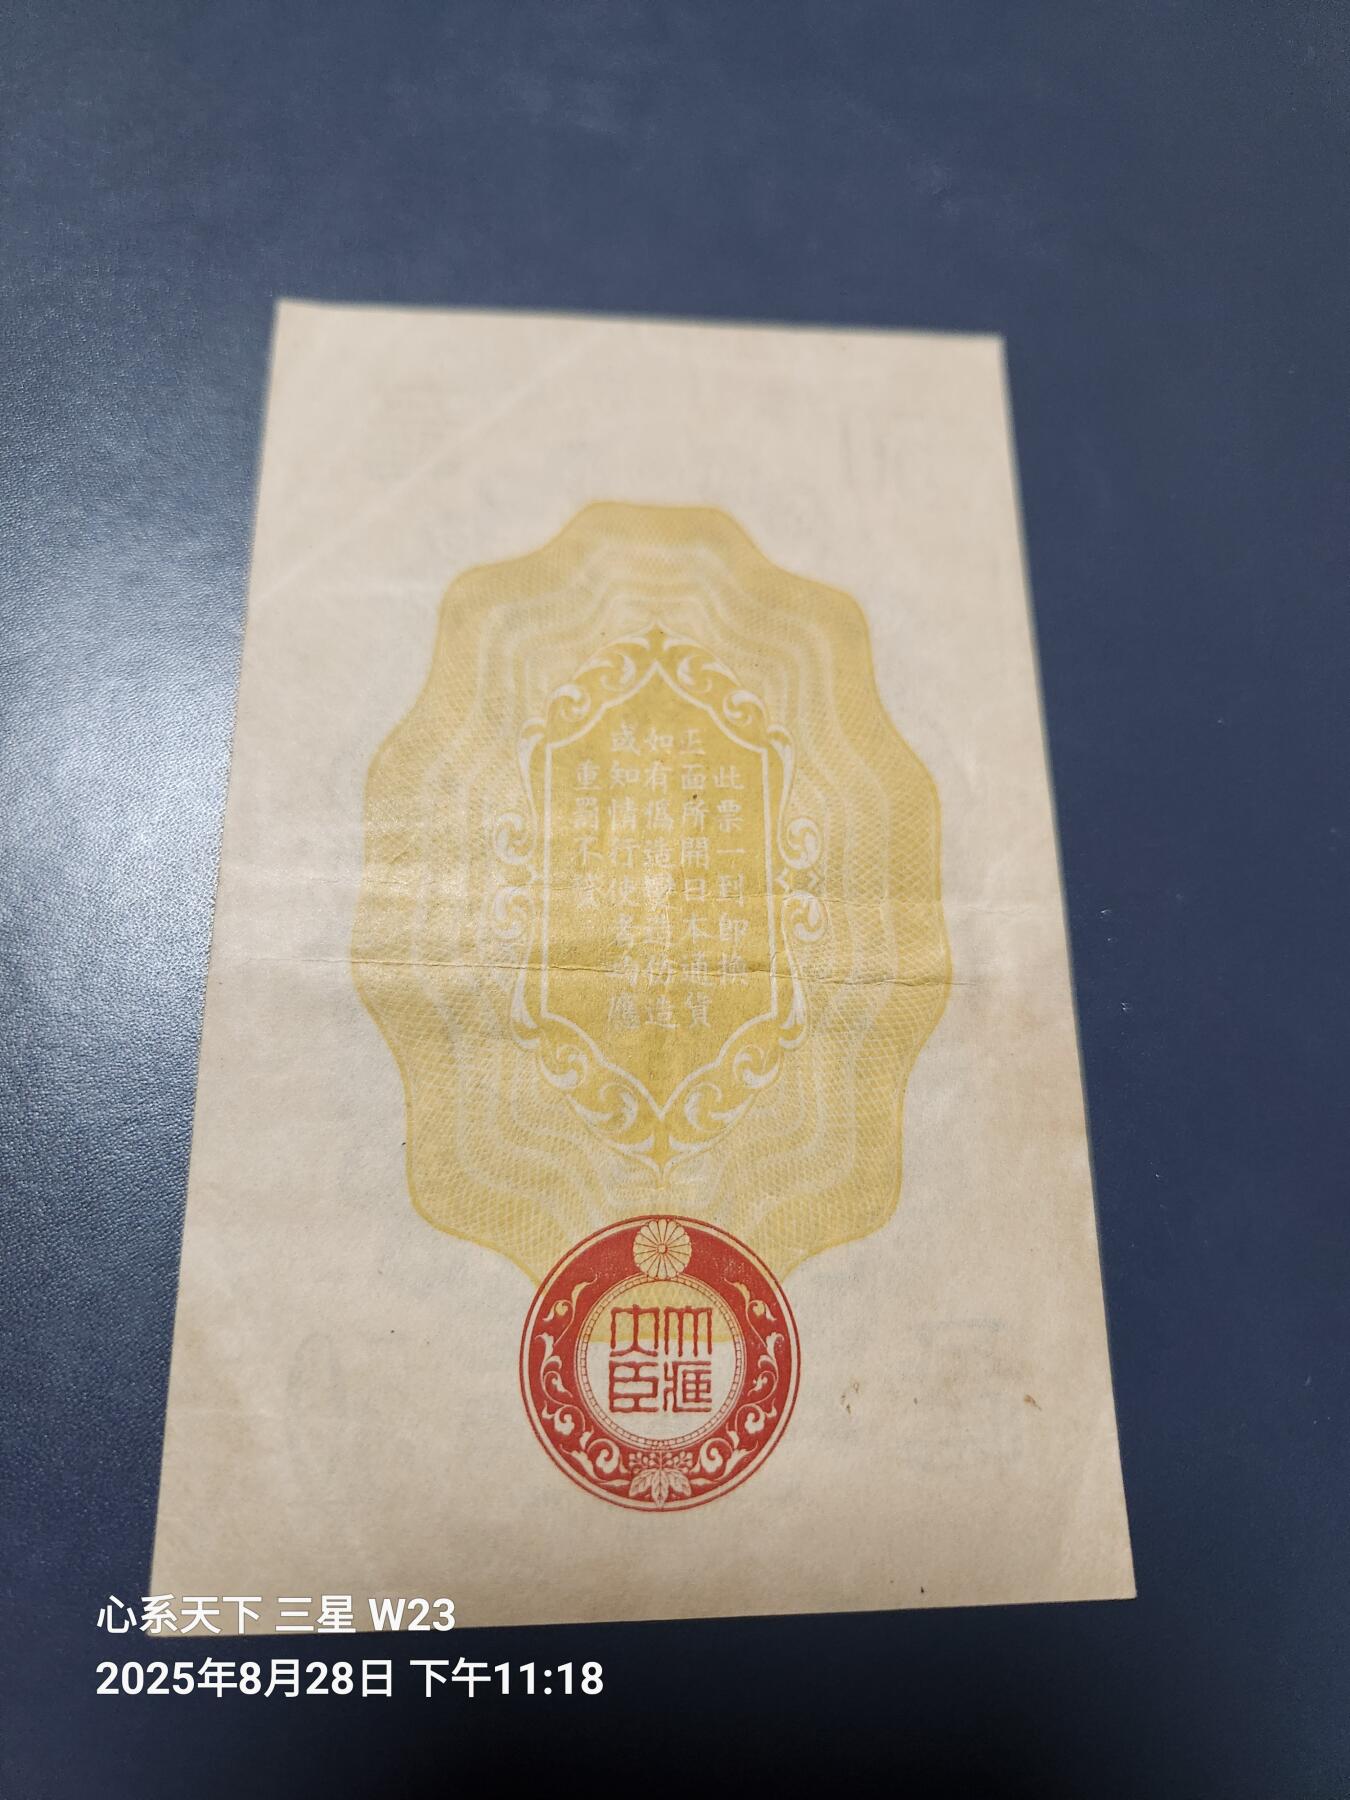 此票一到即換
正面所開日本通貨
如有偽造變造仿造
或知情行使者均應
重罰不貸
大藏
大臣
心系天下 三星 W23
2025年8月28日 下午11:18